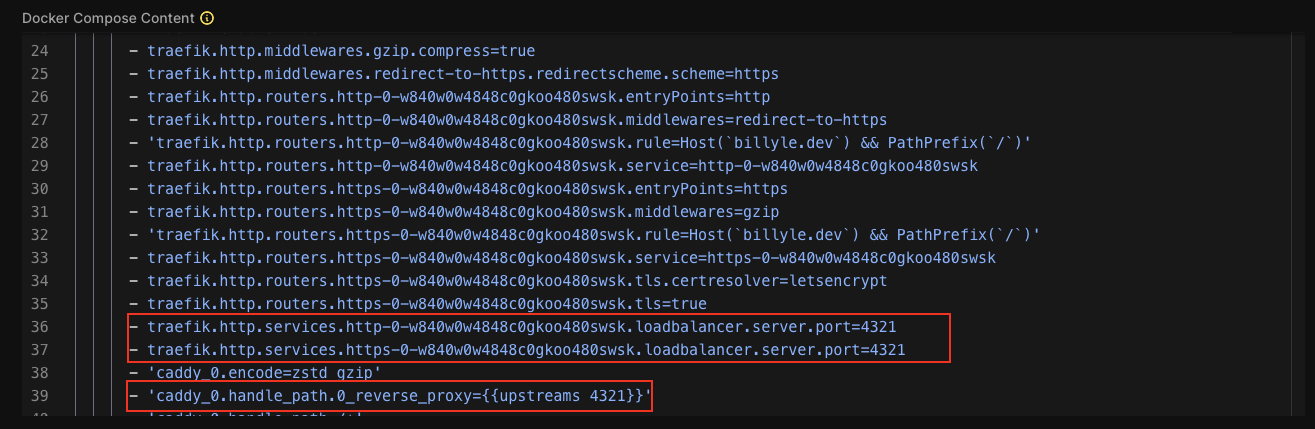 Docker Compose Content
24 - traefik.http.middlewares.gzip.compress=true
25 - traefik.http.middlewares.redirect-to-https.redirectscheme.scheme=https
26 - traefik.http.routers.http-0-w840w0w4848c0gkoo480swsk.entryPoints=http
27 - traefik.http.routers.http-0-w840w0w4848c0gkoo480swsk.middlewares=redirect-to-https
28 - 'traefik.http.routers.http-0-w840w0w4848c0gkoo480swsk.rule=Host(`billyle.dev`) && PathPrefix(`/`)'
29 - traefik.http.routers.http-0-w840w0w4848c0gkoo480swsk.service=http-0-w840w0w4848c0gkoo480swsk
30 - traefik.http.routers.https-0-w840w0w4848c0gkoo480swsk.entryPoints=https
31 - traefik.http.routers.https-0-w840w0w4848c0gkoo480swsk.middlewares=gzip
32 - 'traefik.http.routers.https-0-w840w0w4848c0gkoo480swsk.rule=Host(`billyle.dev`) && PathPrefix(`/`)'
33 - traefik.http.routers.https-0-w840w0w4848c0gkoo480swsk.service=https-0-w840w0w4848c0gkoo480swsk
34 - traefik.http.routers.https-0-w840w0w4848c0gkoo480swsk.tls.certresolver=letsencrypt
35 - traefik.http.routers.https-0-w840w0w4848c0gkoo480swsk.tls=true
36 - traefik.http.services.http-0-w840w0w4848c0gkoo480swsk.loadbalancer.server.port=4321
37 - traefik.http.services.https-0-w840w0w4848c0gkoo480swsk.loadbalancer.server.port=4321
38 - 'caddy_0.encode=zstd gzip'
39 - 'caddy_0.handle_path.0_reverse_proxy={{upstreams 4321}}'